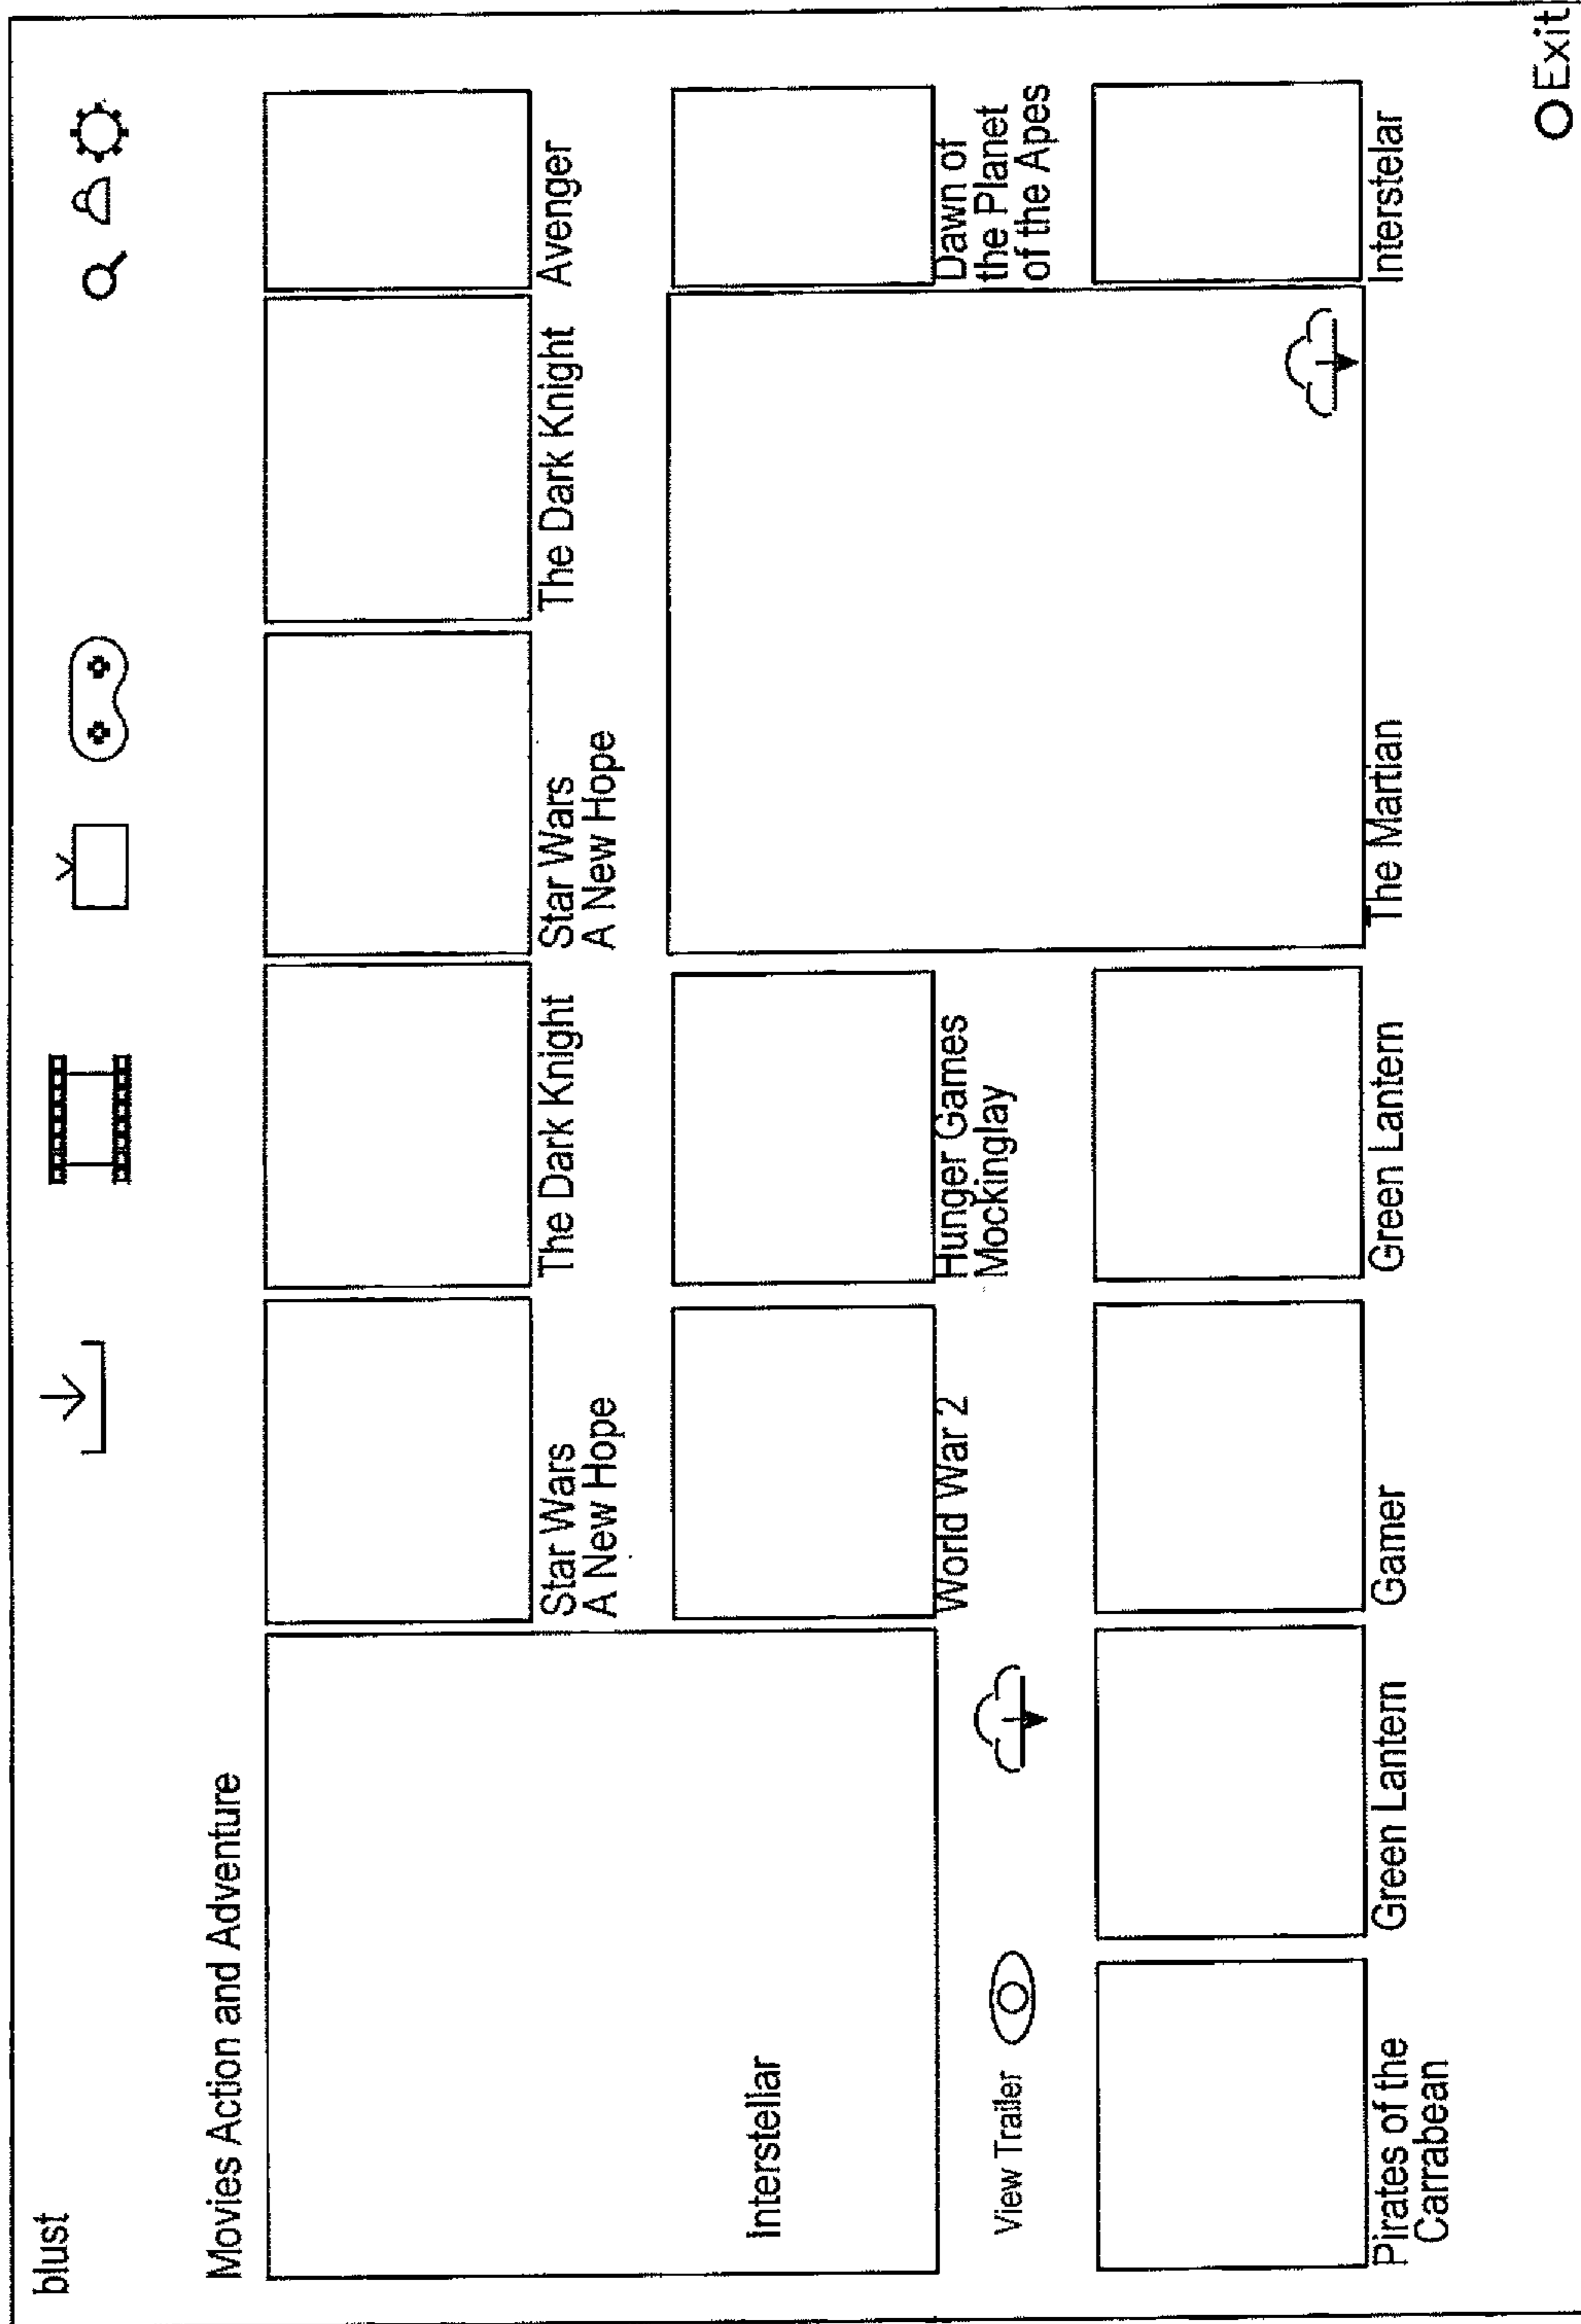 blust
Movies Action and Adventure
Interstellar
Star Wars
A New Hope
The Dark Knight
Star Wars
A New Hope
The Dark Knight
Avenger
View Trailer
World War 2
Hunger Games
Mockinglay
The Martian
Dawn of
the Planet
of the Apes
Pirates of the
Carrabean
Green Lantern
Gamer
Green Lantern
Interstelar
Exit